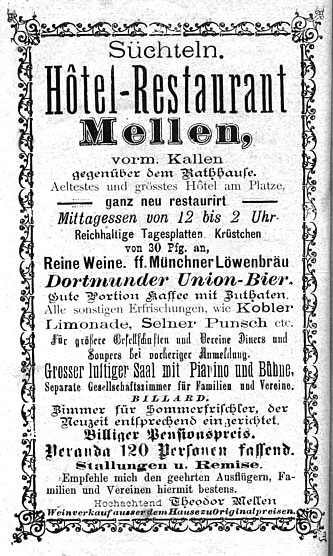 Süchteln.
Hôtel-Restaurant
Mellen,
vorm. Kallen
gegenüber dem Rathhause.
Aeltestes und grösstes Hôtel am Platze,
ganz neu restaurirt
Mittagessen von 12 bis 2 Uhr
Reichhaltige Tagesplatten. Krüstchen
von 30 Pfg. an,
Reine Weine. ff. Münchner Löwenbräu
Dortmunder Union-Bier.
Gute Portion Kaffee mit Zuthaten.
Alle sonstigen Erfrischungen, wie Kobler
Limonade, Selner Punsch etc.
Für größere Gesellschaften und Vereine Diners und
Soupers bei vorheriger Anmeldung.
Grosser luftiger Saal mit Piavino und Bühne,
Separate Gesellschaftszimmer für Familien und Vereine.
BILLARD.
Zimmer für Sommerfrischler, der
Neuzeit entsprechend eingerichtet.
Billiger Pensionspreis.
Veranda 120 Personen fassend.
Stallungen u. Remise.
Empfehle mich den geehrten Ausflügern, Fa-
milien und Vereinen hiermit bestens.
Hochachtend Theodor Mellen
Weinverkauf ausser dem Hause zu Originalpreisen.